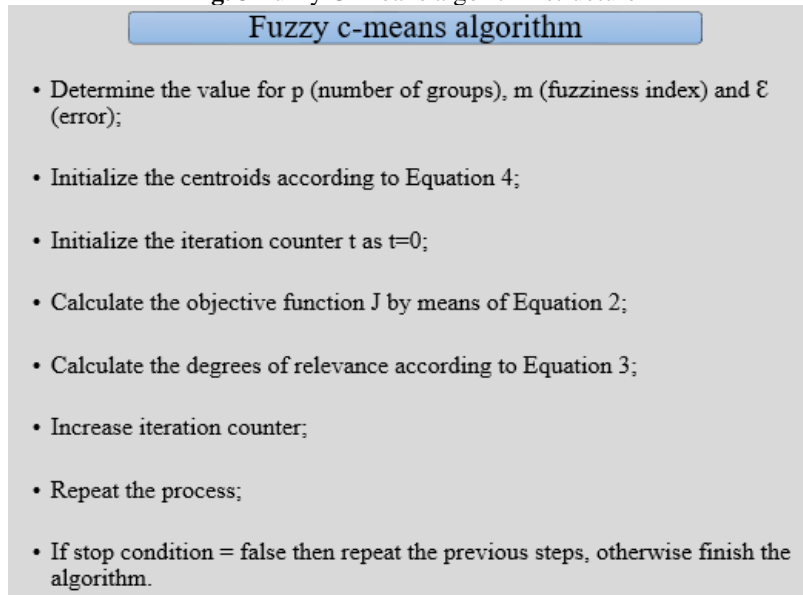 Fuzzy c-means algorithm
• Determine the value for p (number of groups), m (fuzziness index) and Ɛ
(error);
• Initialize the centroids according to Equation 4;
• Initialize the iteration counter t as t=0;
• Calculate the objective function J by means of Equation 2;
• Calculate the degrees of relevance according to Equation 3;
• Increase iteration counter;
• Repeat the process;
• If stop condition = false then repeat the previous steps, otherwise finish the
algorithm.